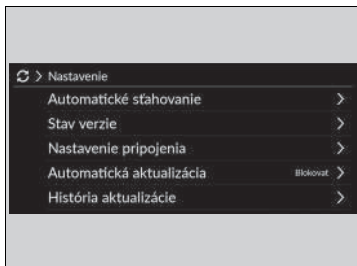 > Nastavenie
Automatické sťahovanie >
Stav verzie >
Nastavenie pripojenia >
Automatická aktualizácia Blokovat >
História aktualizácie >